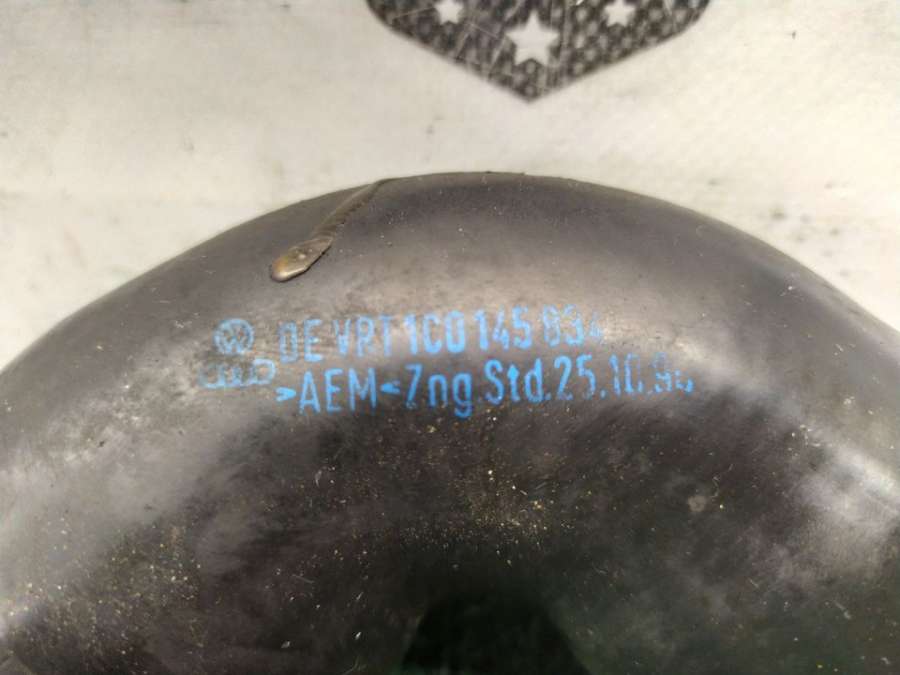 DE VRT 1C0 145 834
>AEM< Zng.Std.25.10.96